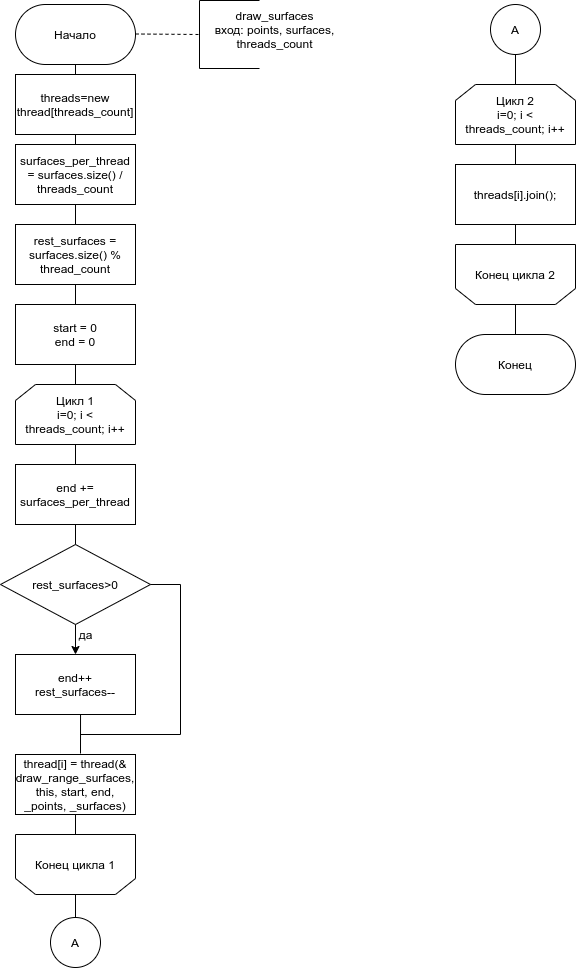 Начало
draw_surfaces
вход: points, surfaces,
threads_count
threads=new
thread[threads_count]
surfaces_per_thread
= surfaces.size() /
threads_count
rest_surfaces =
surfaces.size() %
thread_count
start = 0
end = 0
Цикл 1
i=0; i <
threads_count; i++
end +=
surfaces_per_thread
rest_surfaces>0
да
end++
rest_surfaces--
thread[i] = thread(&
draw_range_surfaces,
this, start, end,
_points, _surfaces)
Конец цикла 1
А
А
Цикл 2
i=0; i <
threads_count; i++
threads[i].join();
Конец цикла 2
Конец